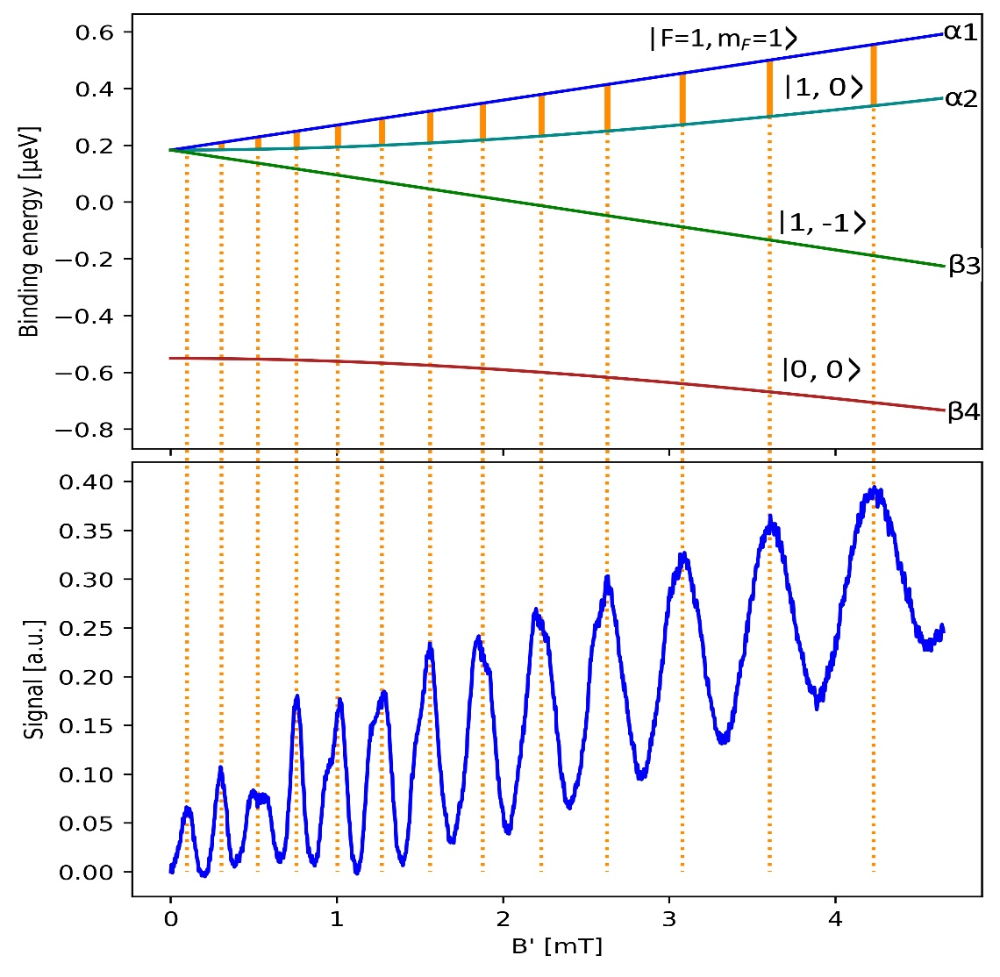 0.6
0.4
0.2
0.0
−0.2
−0.4
−0.6
−0.8
Binding energy [µeV]
|F=1, mF=1⟩
α1
|1, 0⟩
α2
|1, -1⟩
β3
|0, 0⟩
β4
0.40
0.35
0.30
0.25
0.20
0.15
0.10
0.05
0.00
Signal [a.u.]
0 1 2 3 4
B' [mT]